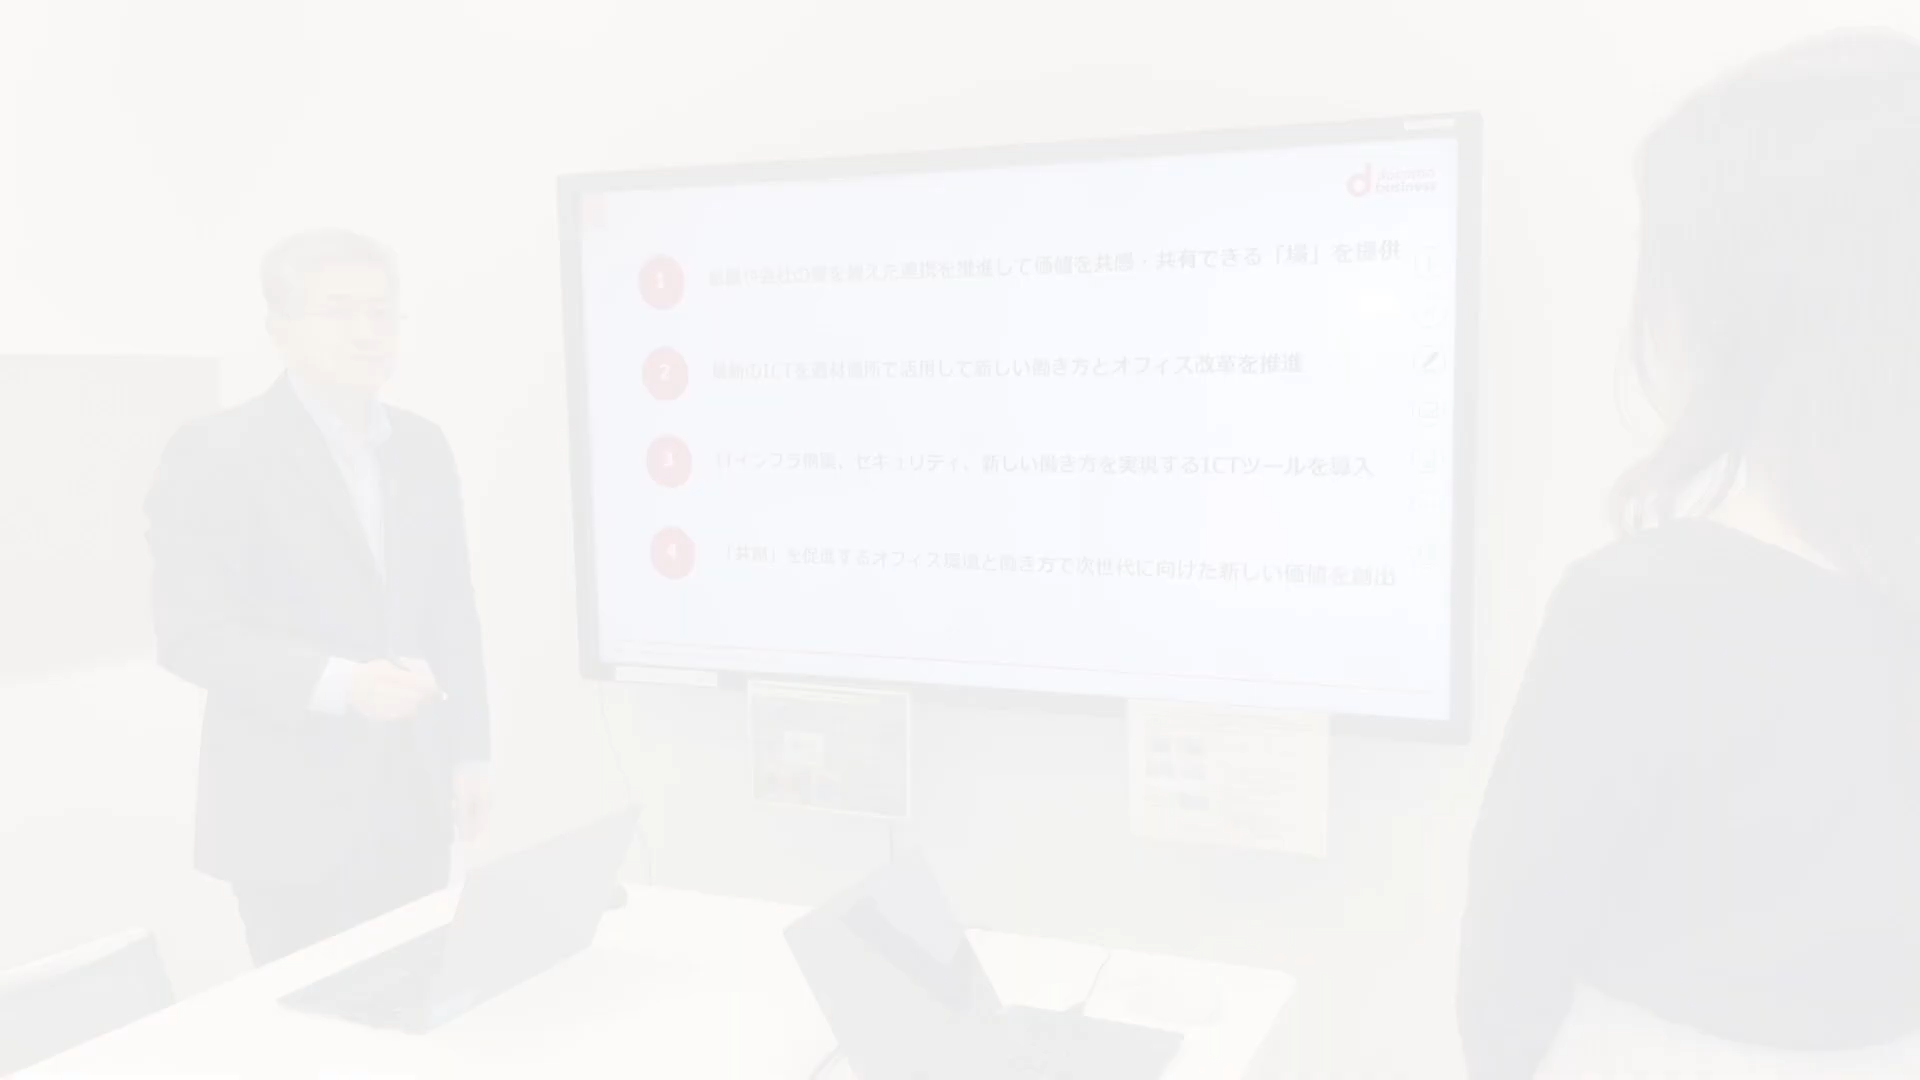 docomo
business
1 組織や会社の壁を越えた連携を推進して価値を共感・共有できる「場」を提供
2 最新のICTを適材適所で活用して新しい働き方とオフィス改革を推進
3 ITインフラ構築、セキュリティ、新しい働き方を実現するICTツールを導入
4 「共創」を促進するオフィス環境と働き方で次世代に向けた新しい価値を創出